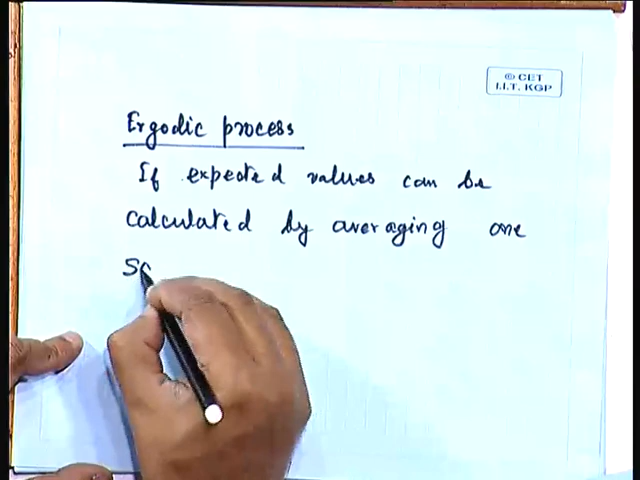 © CET
I.I.T. KGP
Ergodic process
If expected values can be
calculated by averaging one